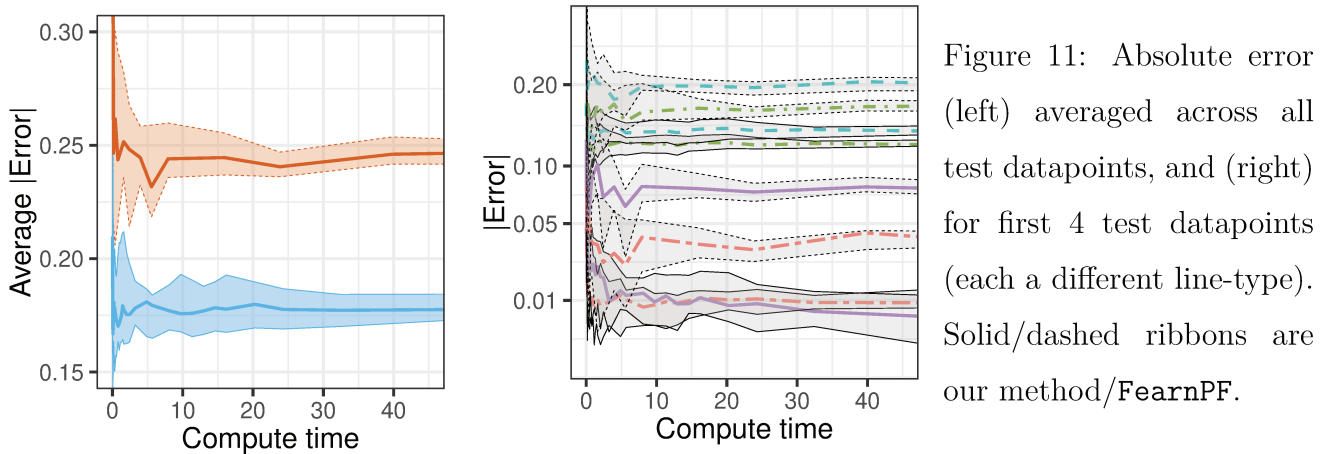 0.30
0.25
0.20
0.15
Average |Error|
0 10 20 30 40
Compute time
0.20
0.10
0.05
0.01
|Error|
0 10 20 30 40
Compute time
Figure 11: Absolute error
(left) averaged across all
test datapoints, and (right)
for first 4 test datapoints
(each a different line-type).
Solid/dashed ribbons are
our method/FearnPF.